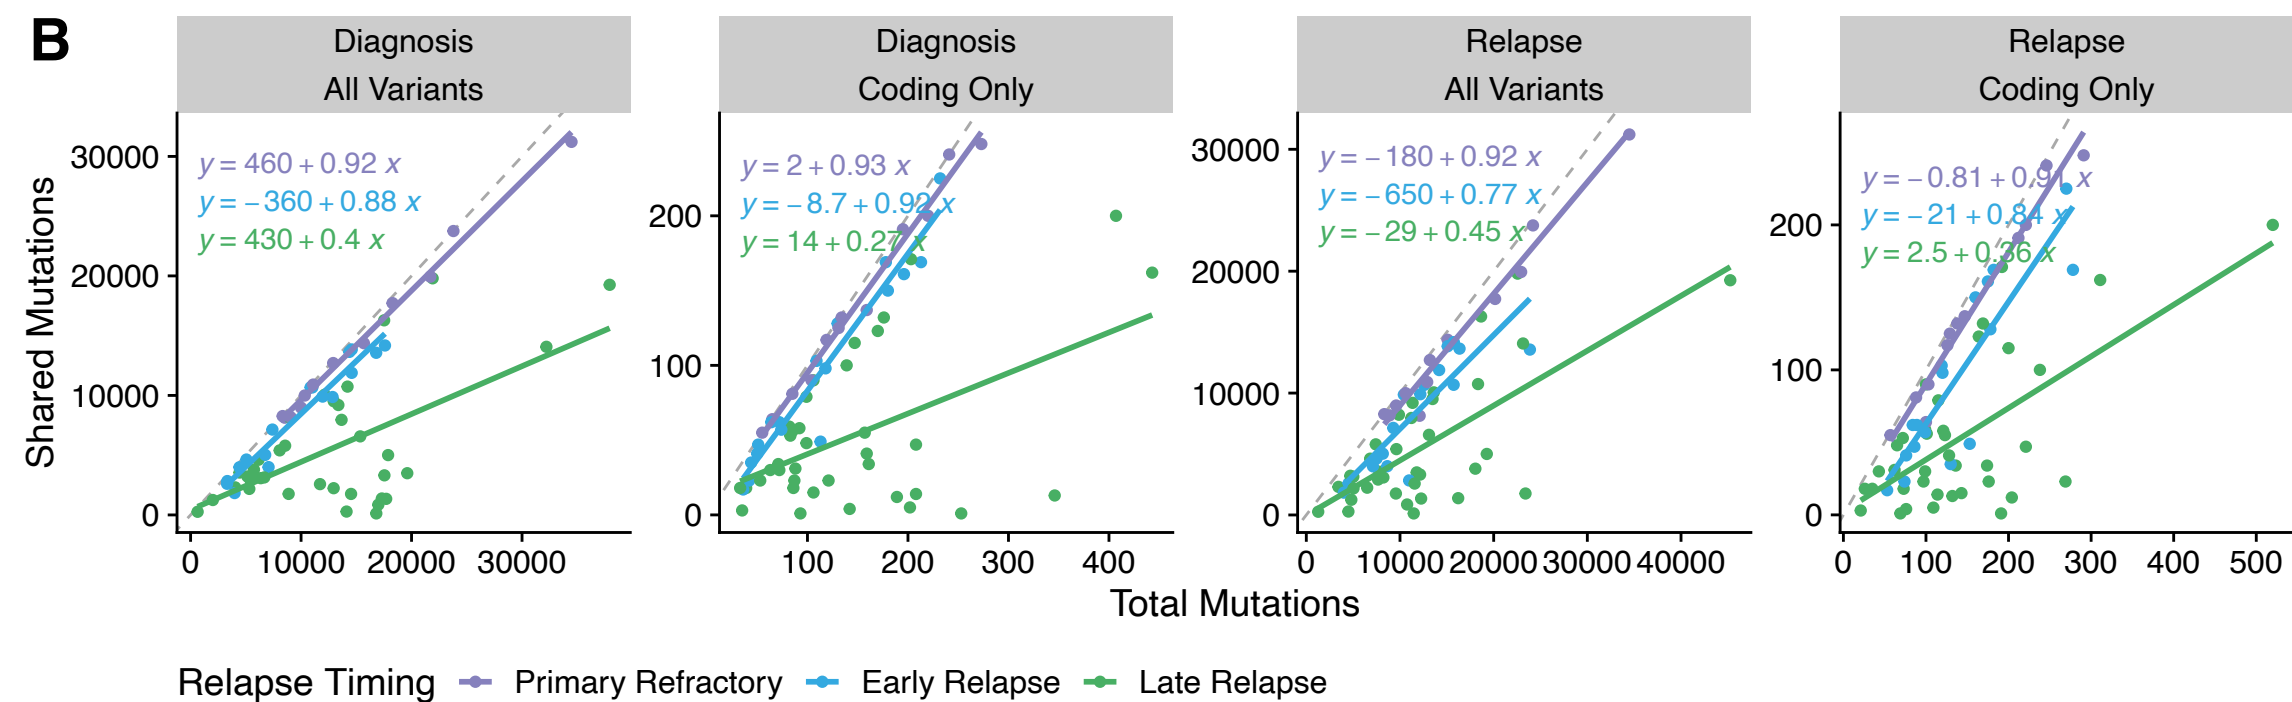 B
Diagnosis
All Variants
Diagnosis
Coding Only
Relapse
All Variants
Relapse
Coding Only
Shared Mutations
30000
20000
10000
0
y = 460 + 0.92 x
y = −360 + 0.88 x
y = 430 + 0.4 x
0 10000 20000 30000
200
100
0
y = 2 + 0.93 x
y = −8.7 + 0.92 x
y = 14 + 0.27 x
100 200 300 400
30000
20000
10000
0
y = −180 + 0.92 x
y = −650 + 0.77 x
y = −29 + 0.45 x
0 10000 20000 30000 40000
200
100
0
y = −0.81 + 0.91 x
y = −21 + 0.84 x
y = 2.5 + 0.36 x
0 100 200 300 400 500
Total Mutations
Relapse Timing Primary Refractory Early Relapse Late Relapse